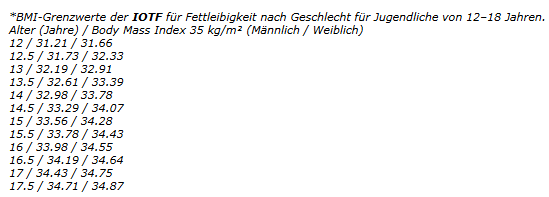 *BMI-Grenzwerte der IOTF für Fettleibigkeit nach Geschlecht für Jugendliche von 12–18 Jahren.
Alter (Jahre) / Body Mass Index 35 kg/m² (Männlich / Weiblich)
12 / 31.21 / 31.66
12.5 / 31.73 / 32.33
13 / 32.19 / 32.91
13.5 / 32.61 / 33.39
14 / 32.98 / 33.78
14.5 / 33.29 / 34.07
15 / 33.56 / 34.28
15.5 / 33.78 / 34.43
16 / 33.98 / 34.55
16.5 / 34.19 / 34.64
17 / 34.43 / 34.75
17.5 / 34.71 / 34.87